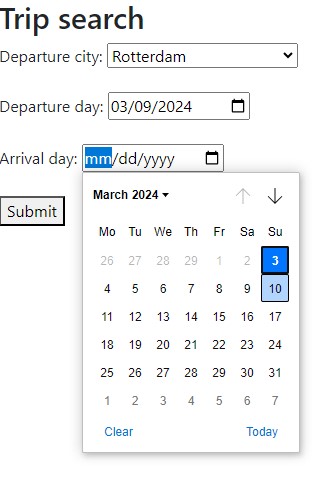 Trip search
Departure city: Rotterdam
Departure day: 03/09/2024
Arrival day: mm/dd/yyyy
March 2024
Mo Tu We Th Fr Sa Su
26 27 28 29 1 2 3
4 5 6 7 8 9 10
11 12 13 14 15 16 17
18 19 20 21 22 23 24
25 26 27 28 29 30 31
1 2 3 4 5 6 7
Clear Today
Submit